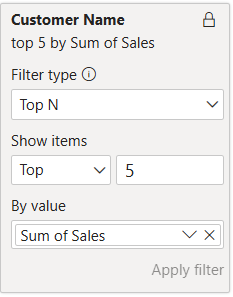 Customer Name
top 5 by Sum of Sales
Filter type
Top N
Show items
Top 5
By value
Sum of Sales
Apply filter